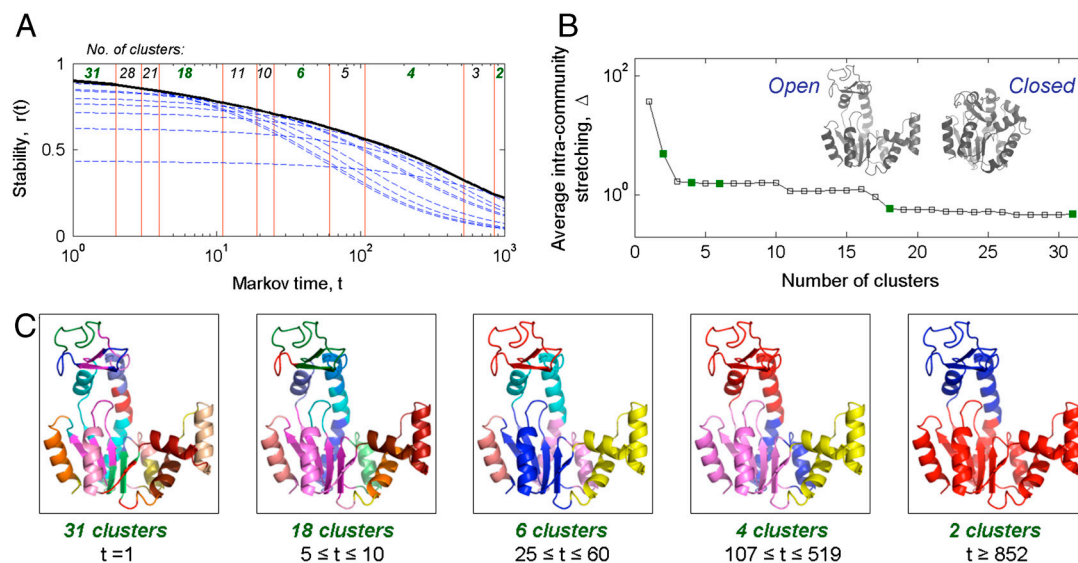 A
No. of clusters:
31 28 21 18 11 10 6 5 4 3 2
1
0.5
0
Stability, r(t)
10^0 10^1 10^2 10^3
Markov time, t
B
Open
Closed
10^2
10^0
Average intra-community
stretching, Δ
0 5 10 15 20 25 30
Number of clusters
C
31 clusters
t =1
18 clusters
5 ≤ t ≤ 10
6 clusters
25 ≤ t ≤ 60
4 clusters
107 ≤ t ≤ 519
2 clusters
t ≥ 852